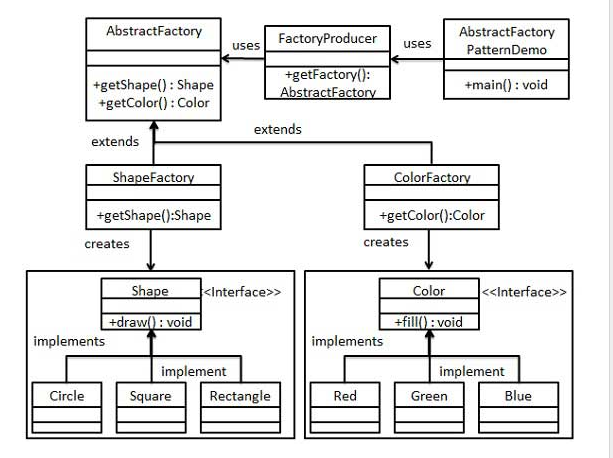 AbstractFactory
+getShape() : Shape
+getColor() : Color
uses
FactoryProducer
+getFactory():
AbstractFactory
uses
AbstractFactory
PatternDemo
+main() : void
extends
extends
ShapeFactory
+getShape():Shape
ColorFactory
+getColor():Color
creates
creates
Shape
<<Interface>>
+draw() : void
implements
implement
Circle
Square
Rectangle
Color
<<Interface>>
+fill() : void
implements
implement
Red
Green
Blue